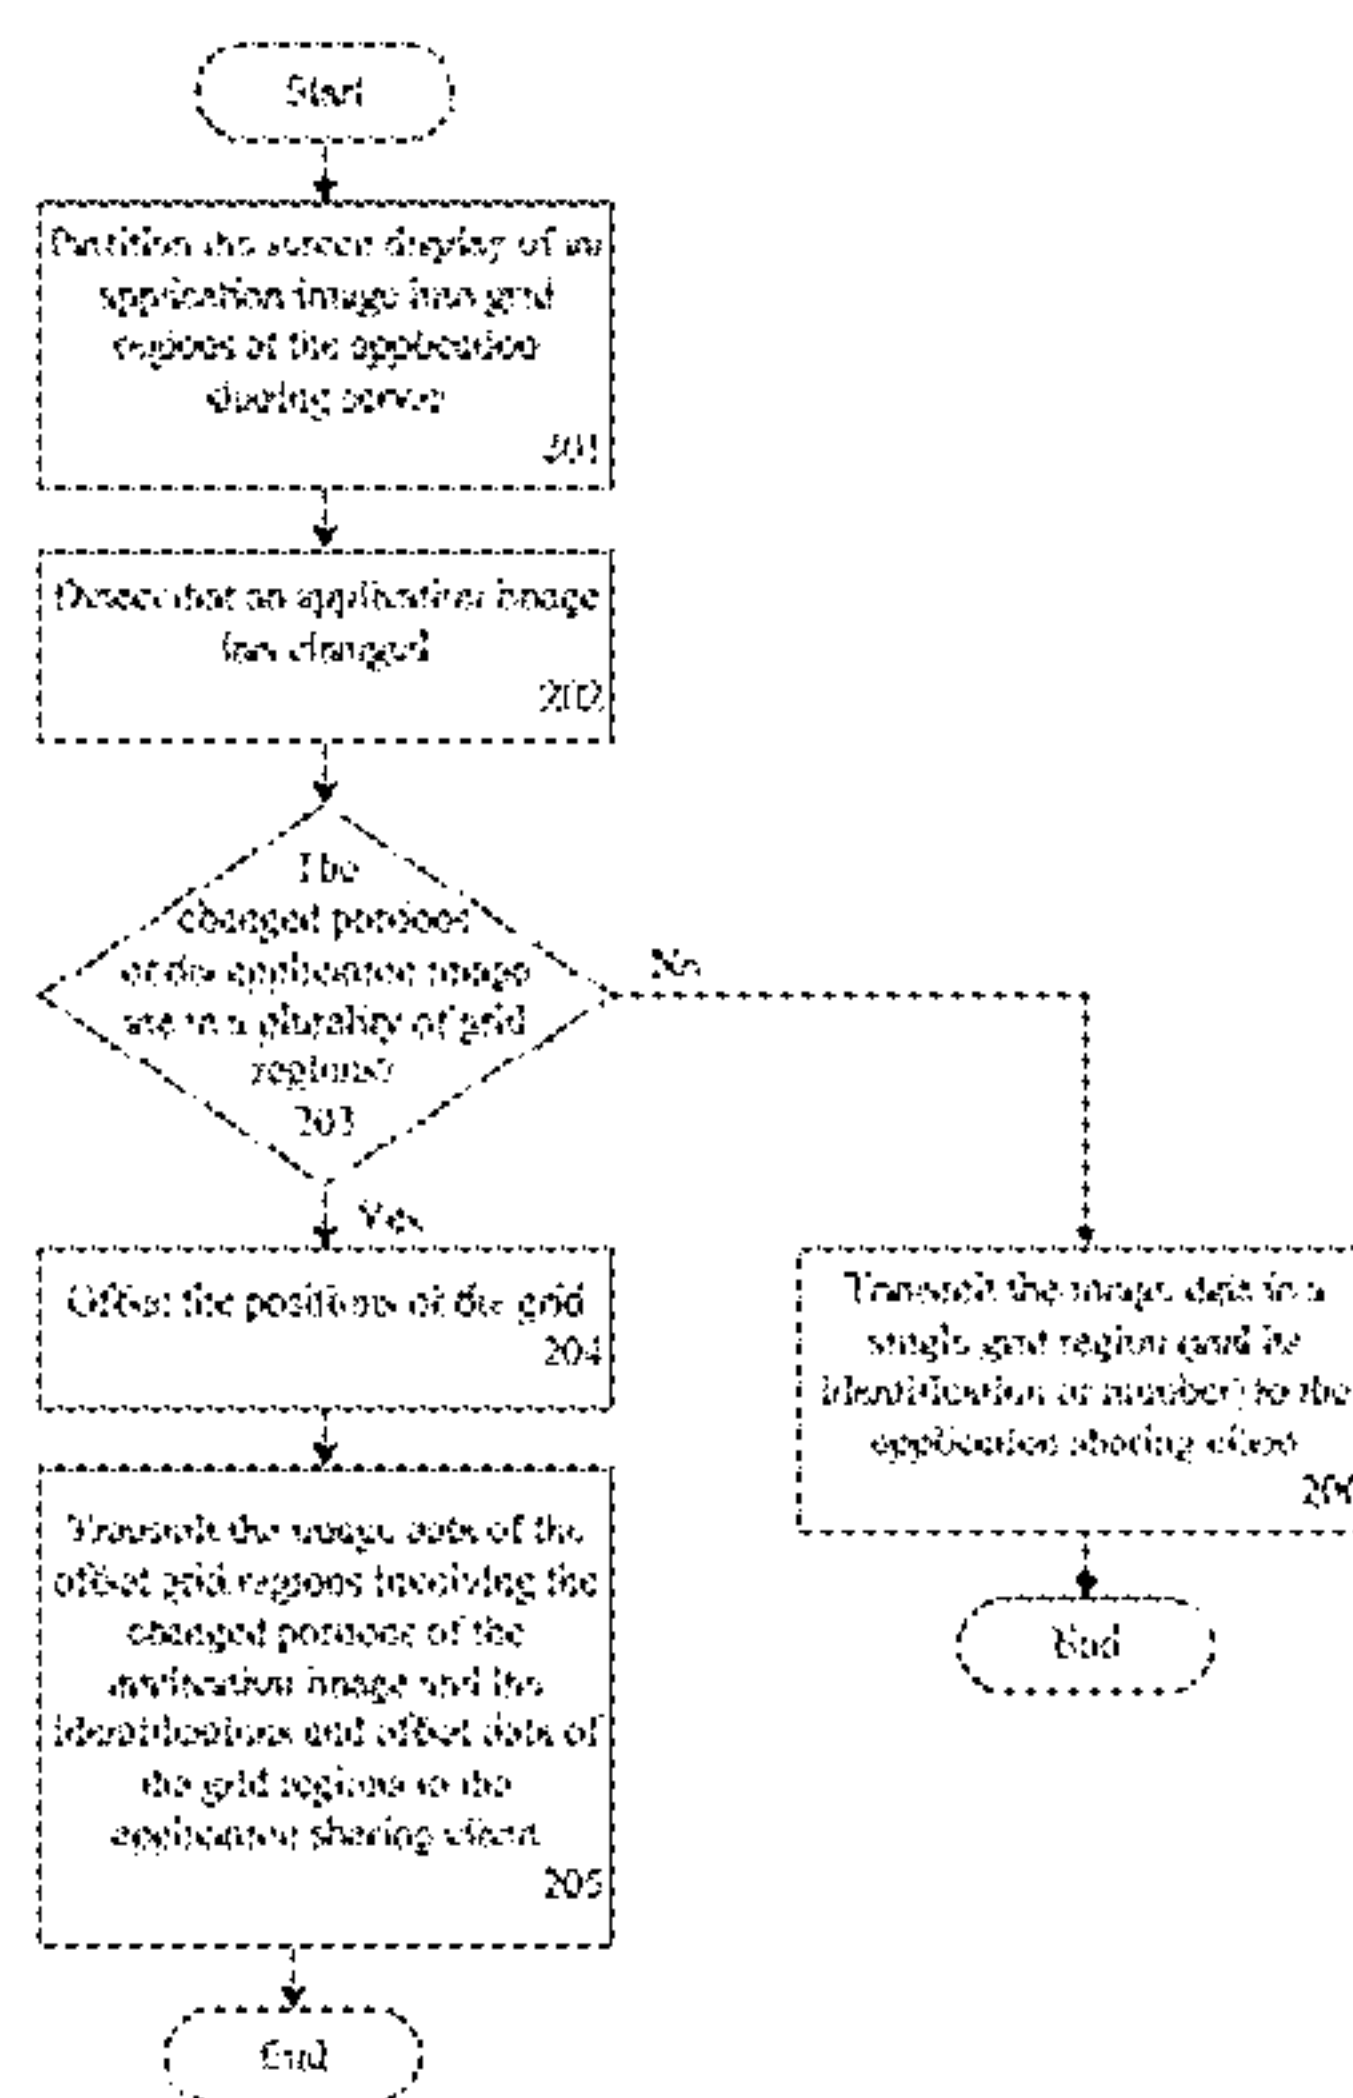 Start
Partition the screen display of an
application image into grid
regions at the application
sharing server
201
Detect that an application image
has changed
202
The
changed portions
of the application image
are in a plurality of grid
regions?
203
No
Yes
Offset the positions of the grid
204
Transmit the image data in a
single grid region (and its
identification or number) to the
application sharing client
Transmit the image data of the
offset grid regions involving the
changed portions of the
application image and the
identifications and offset data of
the grid regions to the
application sharing client
205
End
End